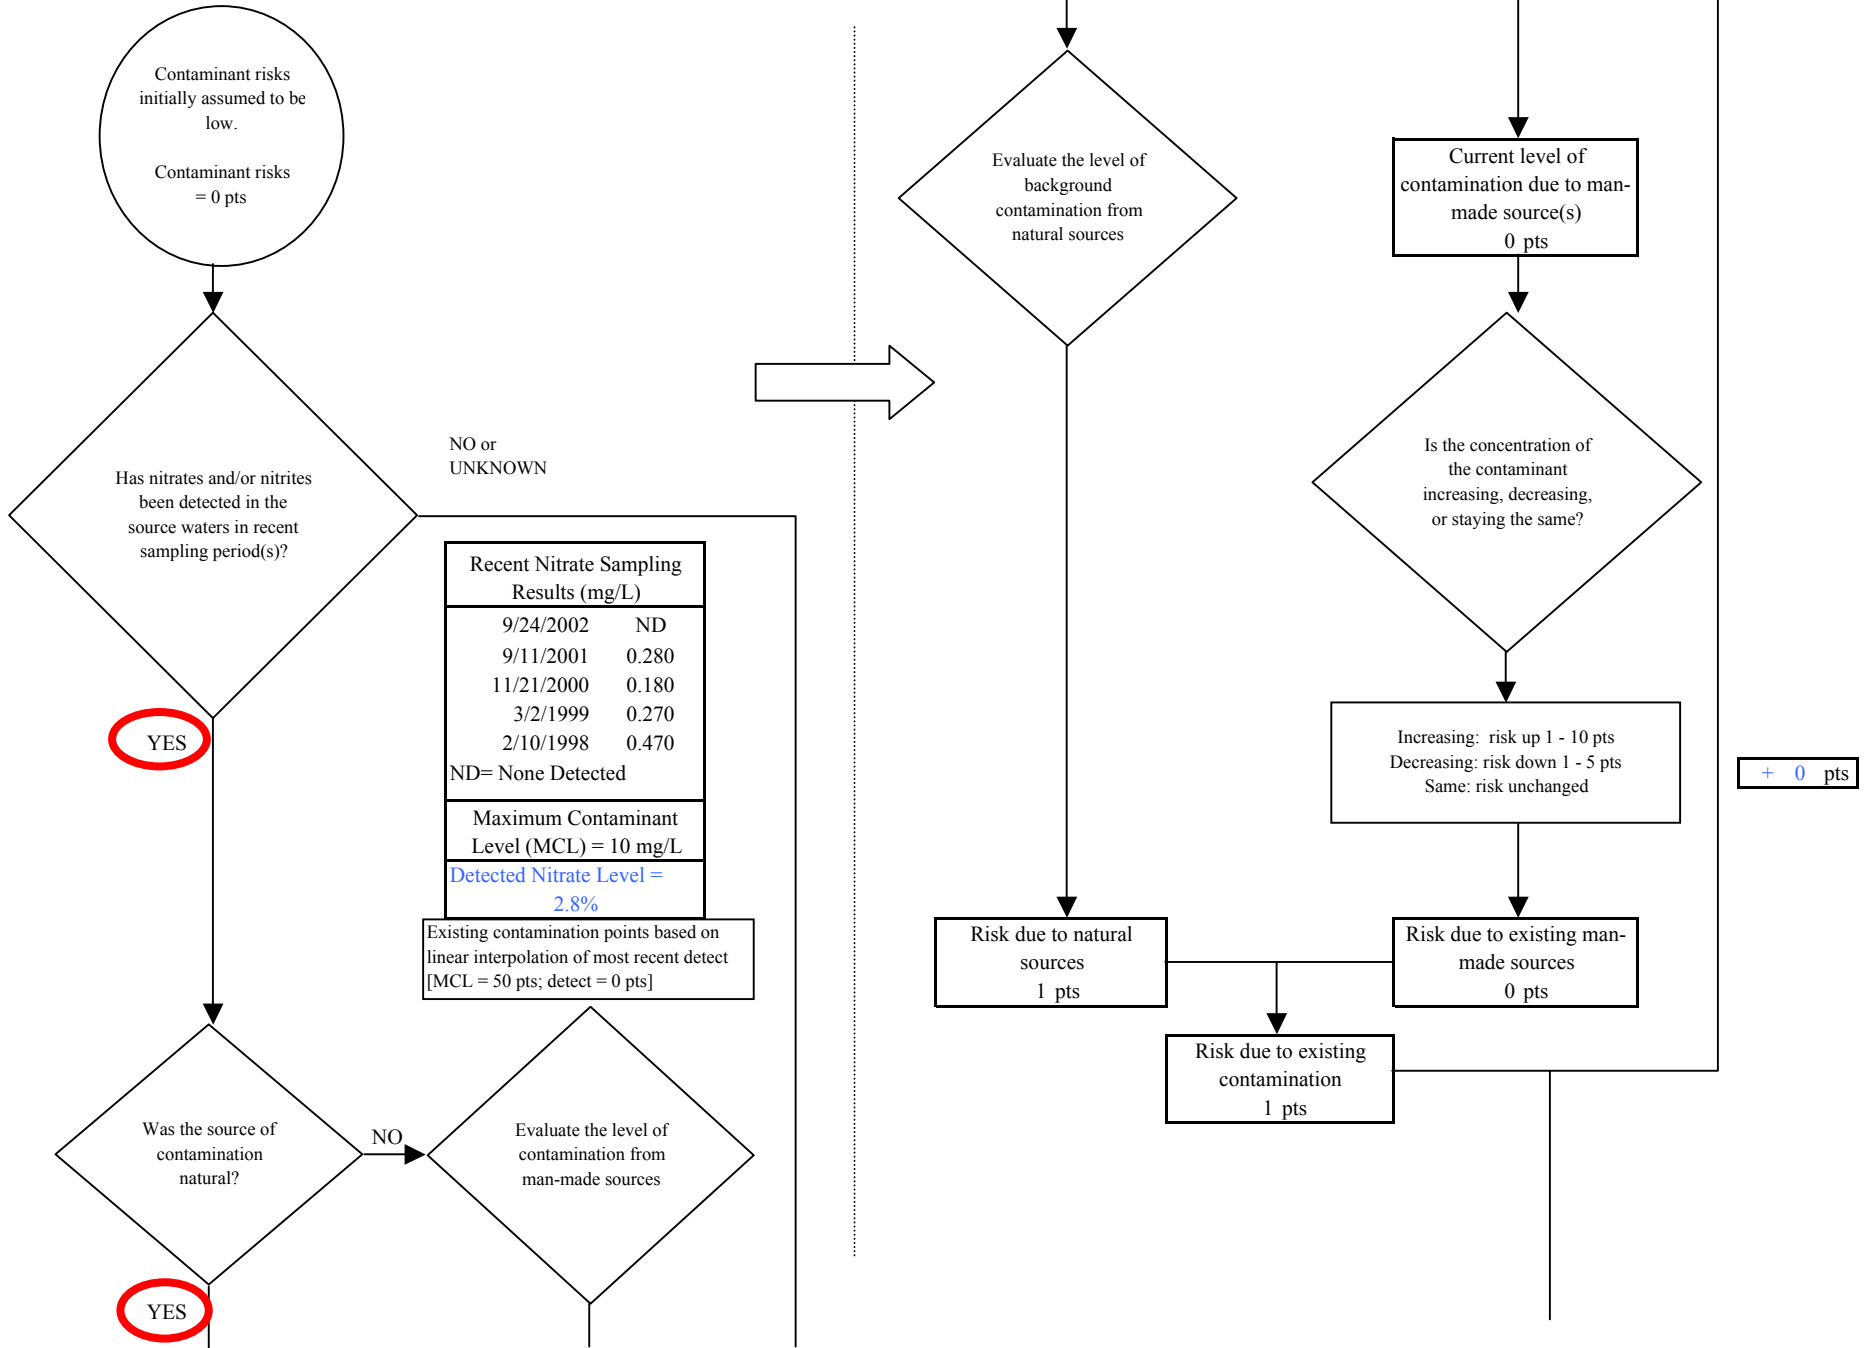 Contaminant risks
initially assumed to be
low.
Contaminant risks
= 0 pts
Has nitrates and/or nitrites
been detected in the
source waters in recent
sampling period(s)?
NO or
UNKNOWN
YES
Recent Nitrate Sampling
Results (mg/L)
9/24/2002 ND
9/11/2001 0.280
11/21/2000 0.180
3/2/1999 0.270
2/10/1998 0.470
ND= None Detected
Maximum Contaminant
Level (MCL) = 10 mg/L
Detected Nitrate Level =
2.8%
Existing contamination points based on
linear interpolation of most recent detect
[MCL = 50 pts; detect = 0 pts]
Was the source of
contamination
natural?
NO
Evaluate the level of
contamination from
man-made sources
YES
Evaluate the level of
background
contamination from
natural sources
Current level of
contamination due to man-
made source(s)
0 pts
Is the concentration of
the contaminant
increasing, decreasing,
or staying the same?
Increasing: risk up 1 - 10 pts
Decreasing: risk down 1 - 5 pts
Same: risk unchanged
+ 0 pts
Risk due to natural
sources
1 pts
Risk due to existing man-
made sources
0 pts
Risk due to existing
contamination
1 pts